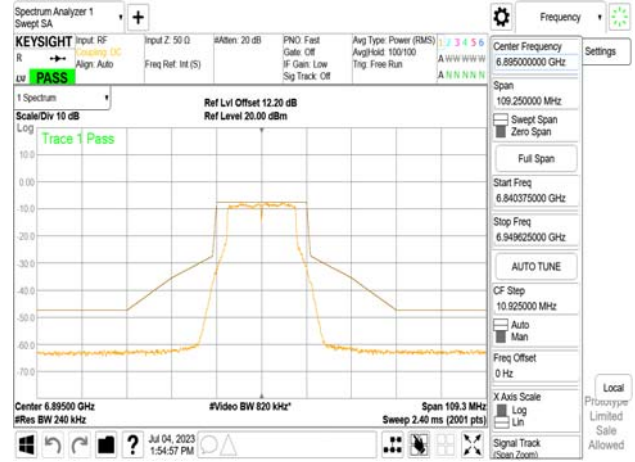 Spectrum Analyzer 1
Swept SA
Frequency
KEYSIGHT
R
LW PASS
Input: RF
Coupling: DC
Align: Auto
Input Z: 50 Ω
Freq Ref: Int (S)
#Atten: 20 dB
PNO: Fast
Gate: Off
IF Gain: Low
Sig Track: Off
Avg Type: Power (RMS)
Avg|Hold: 100/100
Trig: Free Run
1 2 3 4 5 6
A W W W W W
A N N N N N
1 Spectrum
Scale/Div 10 dB
Ref Lvl Offset 12.20 dB
Ref Level 20.00 dBm
Log
Trace 1 Pass
10.0
0.00
-10.0
-20.0
-30.0
-40.0
-50.0
-60.0
-70.0
Center 6.89500 GHz
#Res BW 240 kHz
#Video BW 820 kHz*
Span 109.3 MHz
Sweep 2.40 ms (2001 pts)
Jul 04, 2023
1:54:57 PM
Center Frequency
6.895000000 GHz
Settings
Span
109.250000 MHz
Swept Span
Zero Span
Full Span
Start Freq
6.840375000 GHz
Stop Freq
6.949625000 GHz
AUTO TUNE
CF Step
10.925000 MHz
Auto
Man
Freq Offset
0 Hz
X Axis Scale
Log
Lin
Signal Track
(Span Zoom)
Local
Prototype
Limited
Sale
Allowed